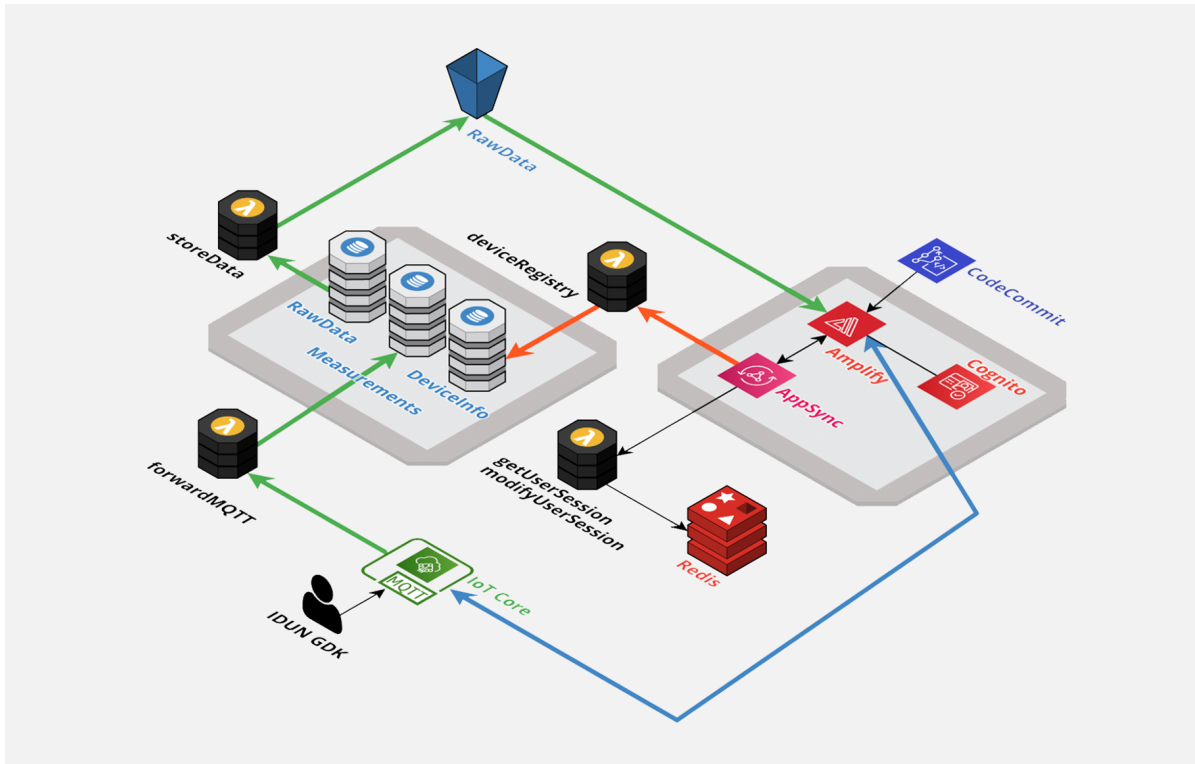 RawData
storeData
deviceRegistry
CodeCommit
RawData
Measurements
DeviceInfo
Amplify
Cognito
AppSync
forwardMQTT
getUserSession
modifyUserSession
Redis
MQTT
IoT Core
IDUN GDK